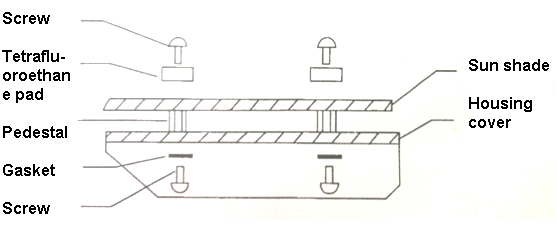 Screw
Tetraflu-
oroethan
e pad
Pedestal
Gasket
Screw
Sun shade
Housing
cover